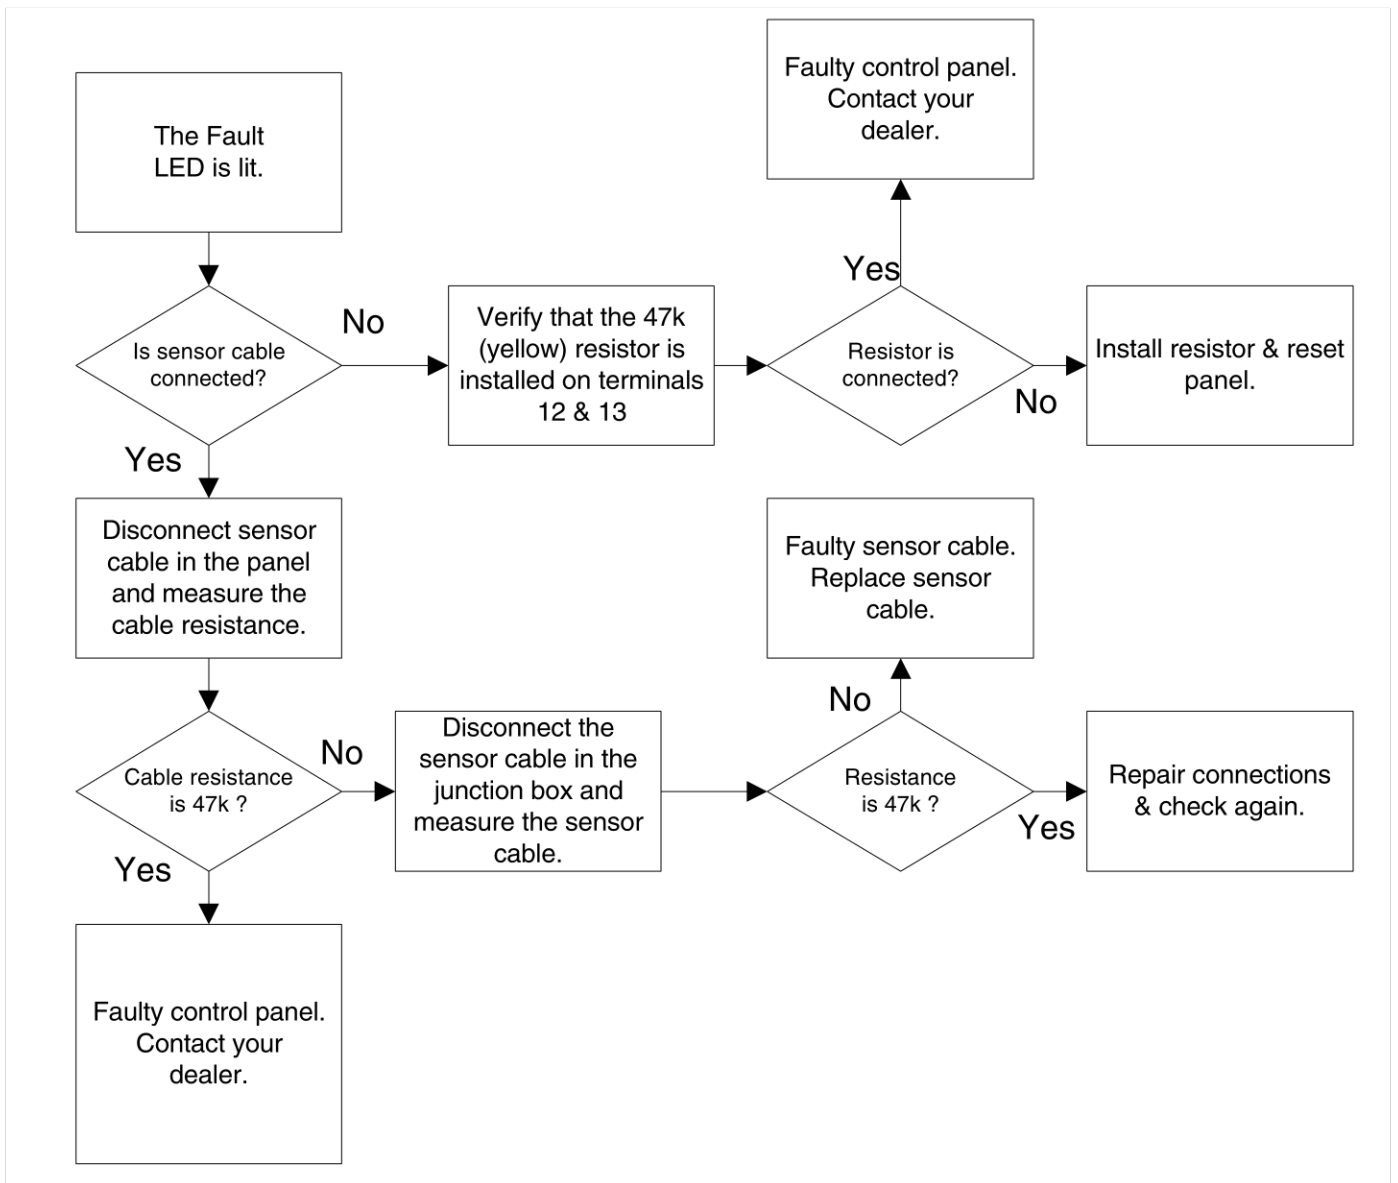 The Fault
LED is lit.
Is sensor cable
connected?
No
Verify that the 47k
(yellow) resistor is
installed on terminals
12 & 13
Resistor is
connected?
Yes
Faulty control panel.
Contact your
dealer.
No
Install resistor & reset
panel.
Yes
Disconnect sensor
cable in the panel
and measure the
cable resistance.
Cable resistance
is 47k ?
No
Disconnect the
sensor cable in the
junction box and
measure the sensor
cable.
Resistance
is 47k ?
No
Faulty sensor cable.
Replace sensor
cable.
Yes
Repair connections
& check again.
Yes
Faulty control panel.
Contact your
dealer.